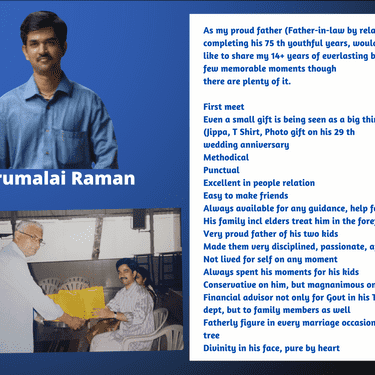 As my proud father (Father-in-law by
completing his 75 th youthful years,
like to share my 14+ years of everlasting
few memorable moments though
there are plenty of it.
First meet
Even a small gift is being seen as a big
(Jippa, T Shirt, Photo gift on his 29 th
wedding anniversary
Methodical
Punctual
Excellent in people relation
Easy to make friends
Always available for any guidance, help
His family incl elders treat him in the
Very proud father of his two kids
Made them very disciplined, passionate,
Not lived for self on any moment
Always spent his moments for his kids
Conservative on him, but magnanimous on
Financial advisor not only for Govt in his
dept, but to family members as well
Fatherly figure in every marriage occasion
tree
Divinity in his face, pure by heart
rumalai Raman